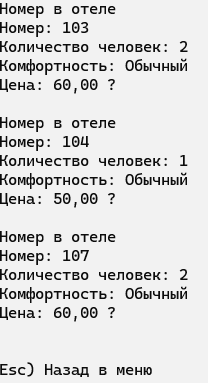 Номер в отеле
Номер: 103
Количество человек: 2
Комфортность: Обычный
Цена: 60,00 ?
Номер в отеле
Номер: 104
Количество человек: 1
Комфортность: Обычный
Цена: 50,00 ?
Номер в отеле
Номер: 107
Количество человек: 2
Комфортность: Обычный
Цена: 60,00 ?
Esc) Назад в меню